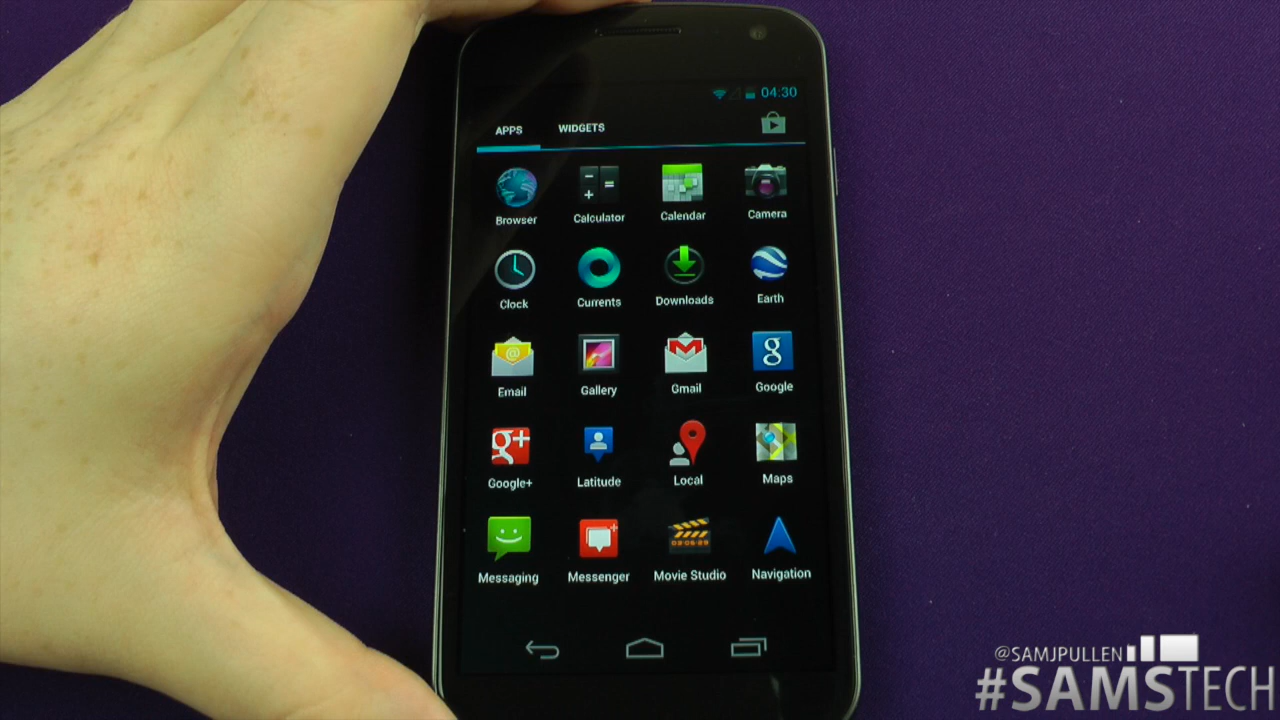 04:30
APPS WIDGETS
Browser Calculator Calendar Camera
Clock Currents Downloads Earth
Email Gallery Gmail Google
Google+ Latitude Local Maps
Messaging Messenger Movie Studio Navigation
@SAMJPULLEN
#SAMSTECH